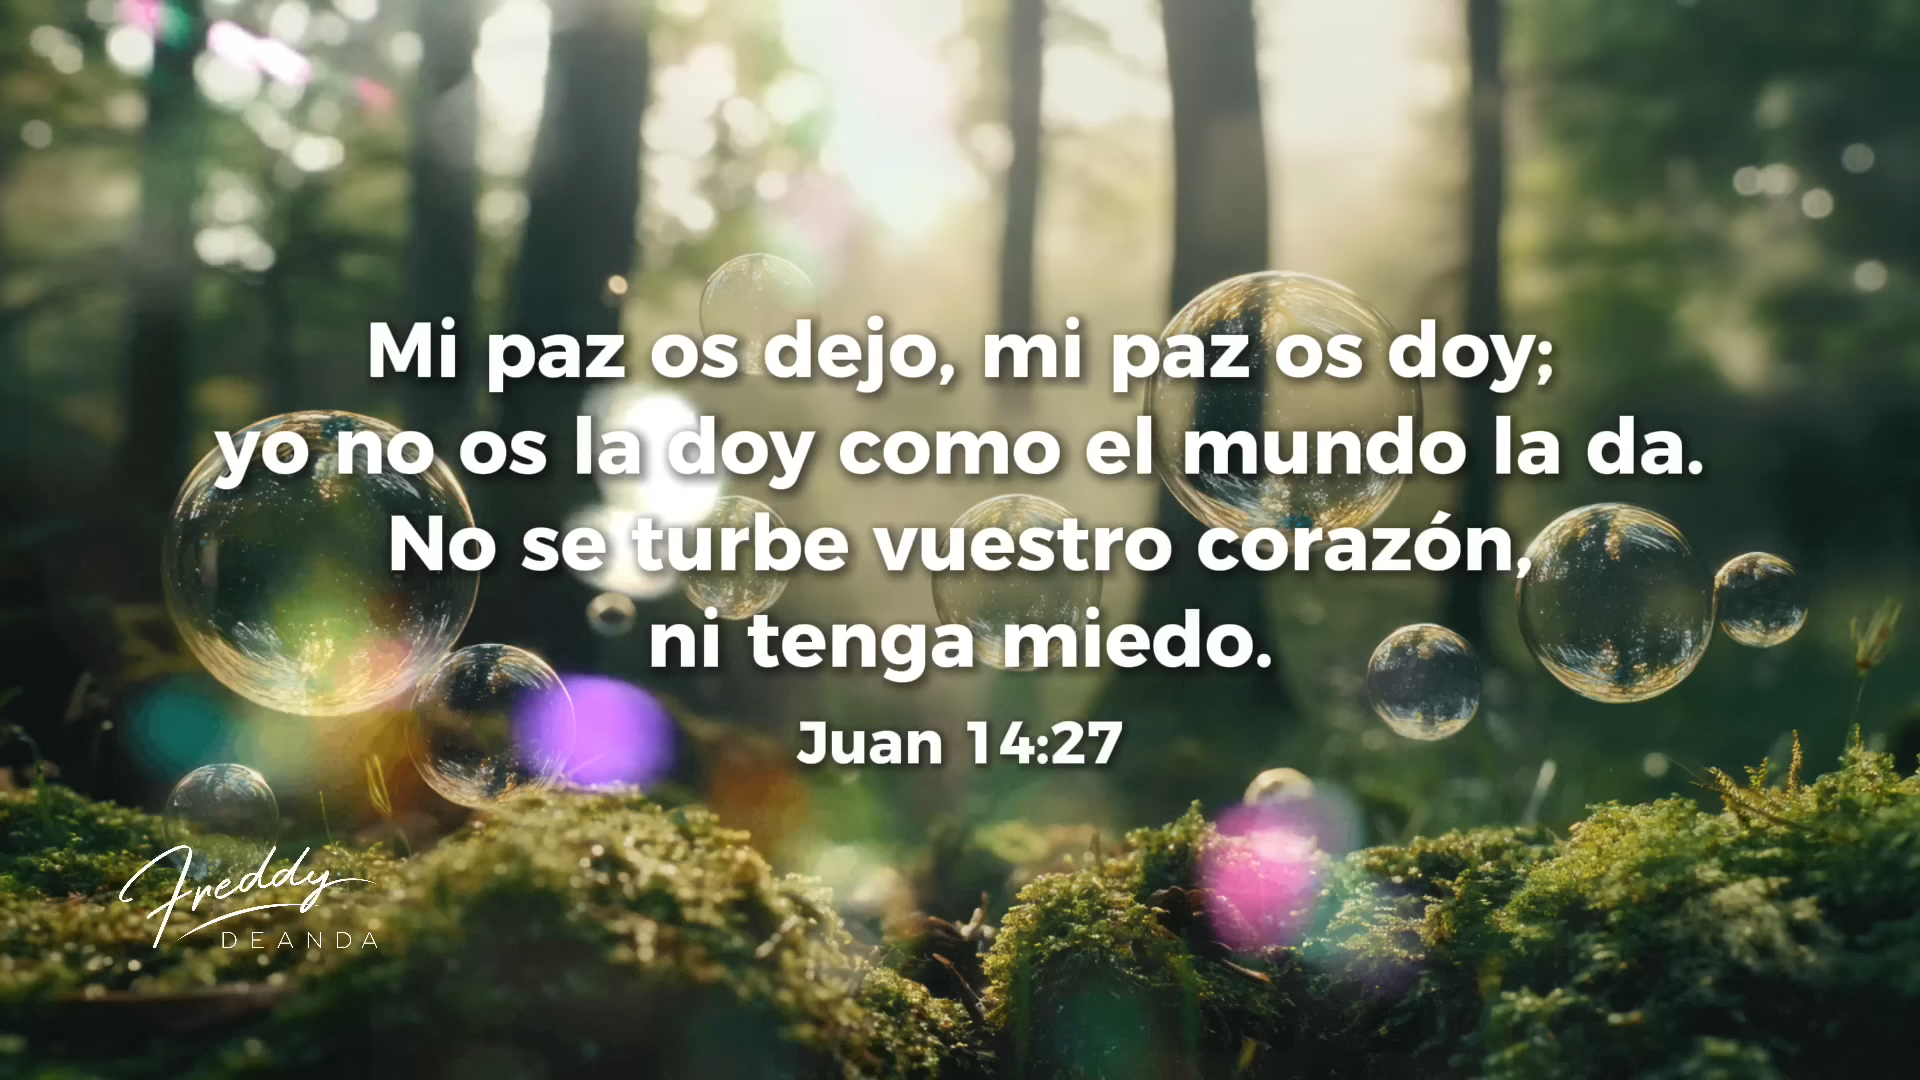 Mi paz os dejo, mi paz os doy;
yo no os la doy como el mundo la da.
No se turbe vuestro corazón,
ni tenga miedo.
Juan 14:27
Freddy
DEANDA